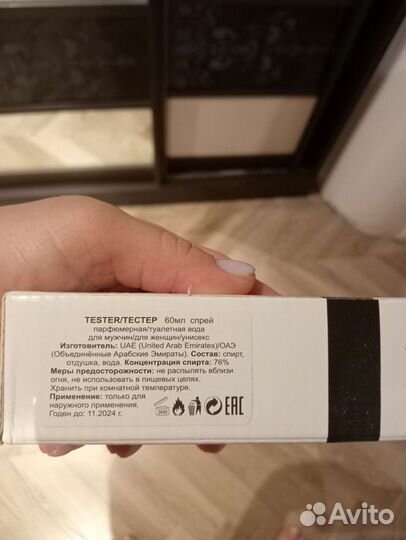 TESTER/ТЕСТЕР 60мл спрей
парфюмерная/туалетная вода
для мужчин/для женщин/унисекс
Изготовитель: UAE (United Arab Emirates)/ОАЭ
(Объединённые Арабские Эмираты). Состав: спирт,
отдушка, вода. Концентрация спирта: 76%
Меры предосторожности: не распылять вблизи
огня, не использовать в пищевых целях.
Хранить при комнатной температуре.
Применение: только для
наружного применения.
Годен до: 11.2024 г.
36M
EAC
Avito